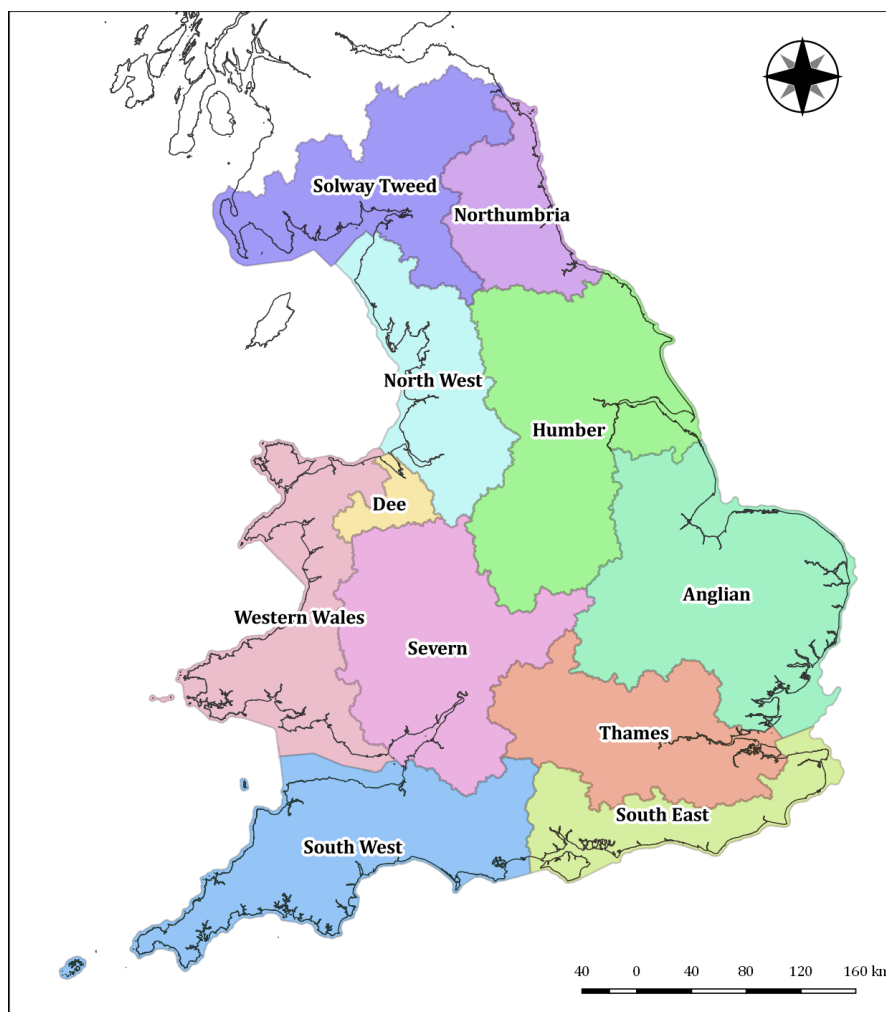 Solway Tweed
Northumbria
North West
Humber
Dee
Anglian
Western Wales
Severn
Thames
South East
South West
40 0 40 80 120 160 km